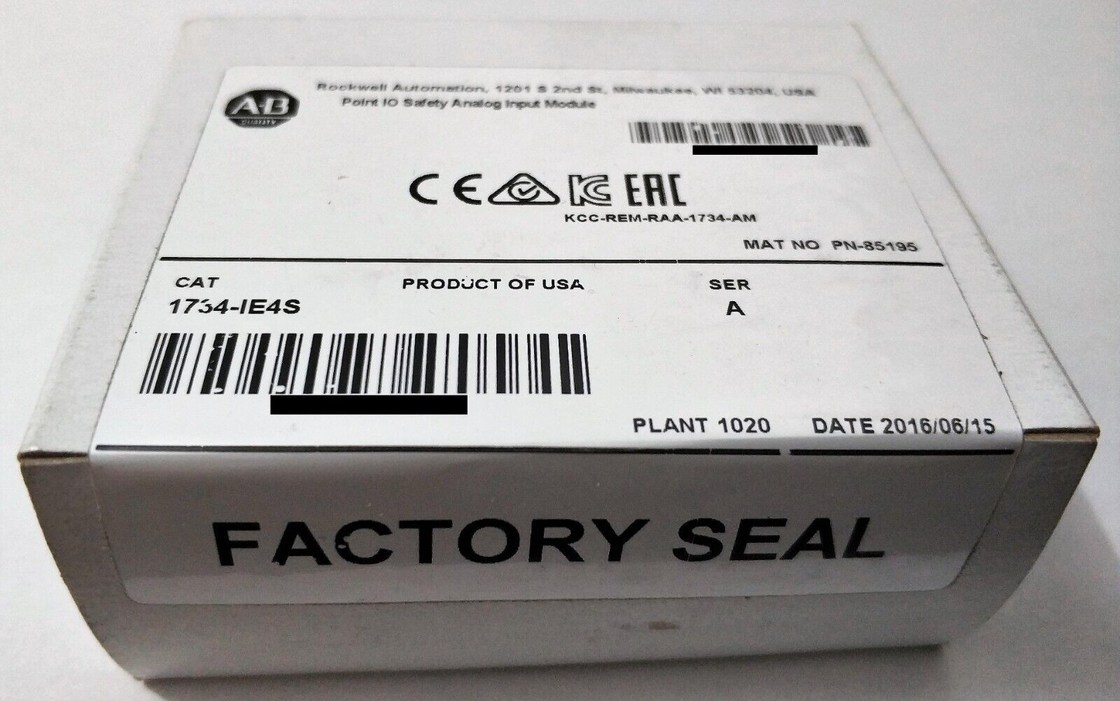 A-B
QUALITY
Rockwell Automation, 1201 S 2nd St, Milwaukee, WI 53204, USA
Point IO Safety Analog Input Module
CE KC EAC
KCC-REM-RAA-1734-AM
MAT NO PN-85195
CAT PRODUCT OF USA SER
1734-IE4S A
PLANT 1020 DATE 2016/06/15
FACTORY SEAL